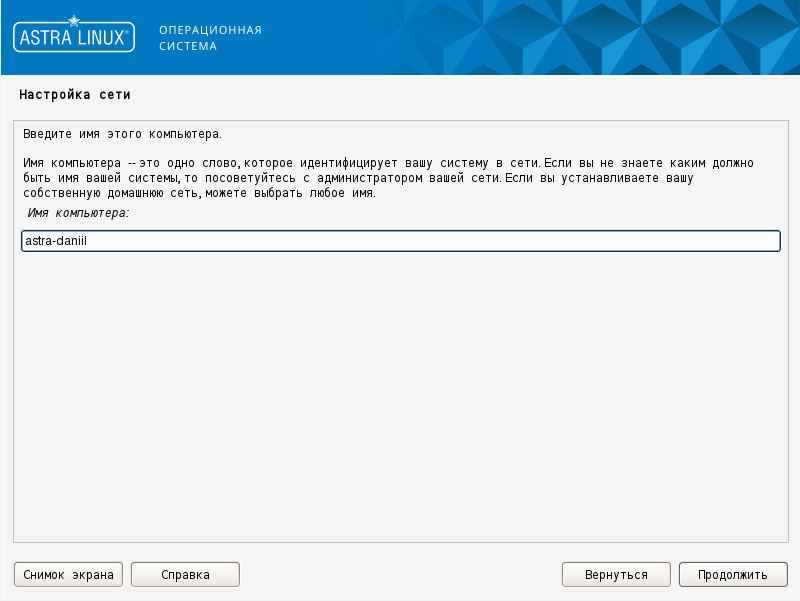 ASTRA LINUX®
ОПЕРАЦИОННАЯ
СИСТЕМА
Настройка сети
Введите имя этого компьютера.
Имя компьютера -- это одно слово, которое идентифицирует вашу систему в сети. Если вы не знаете каким должно
быть имя вашей системы, то посоветуйтесь с администратором вашей сети. Если вы устанавливаете вашу
собственную домашнюю сеть, можете выбрать любое имя.
Имя компьютера:
astra-daniil
Снимок экрана
Справка
Вернуться
Продолжить